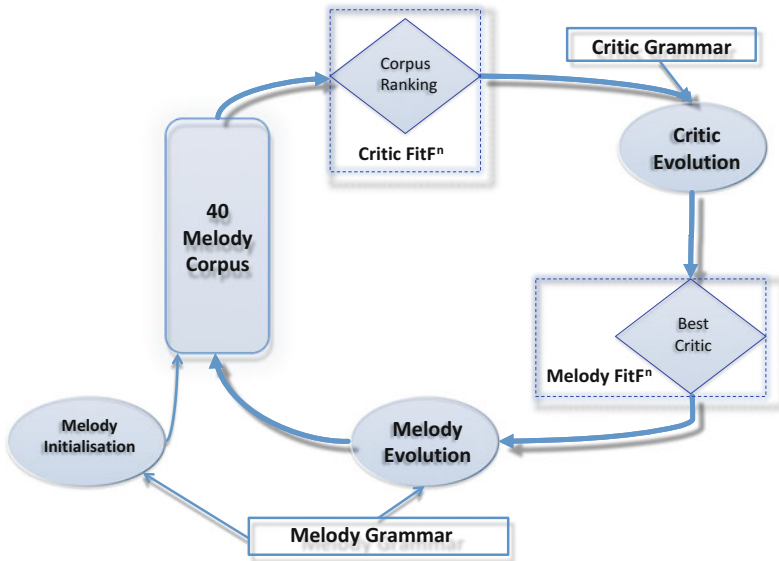 Corpus
Ranking
Critic FitFⁿ
Critic Grammar
Critic
Evolution
40
Melody
Corpus
Best
Critic
Melody FitFⁿ
Melody
Initialisation
Melody
Evolution
Melody Grammar